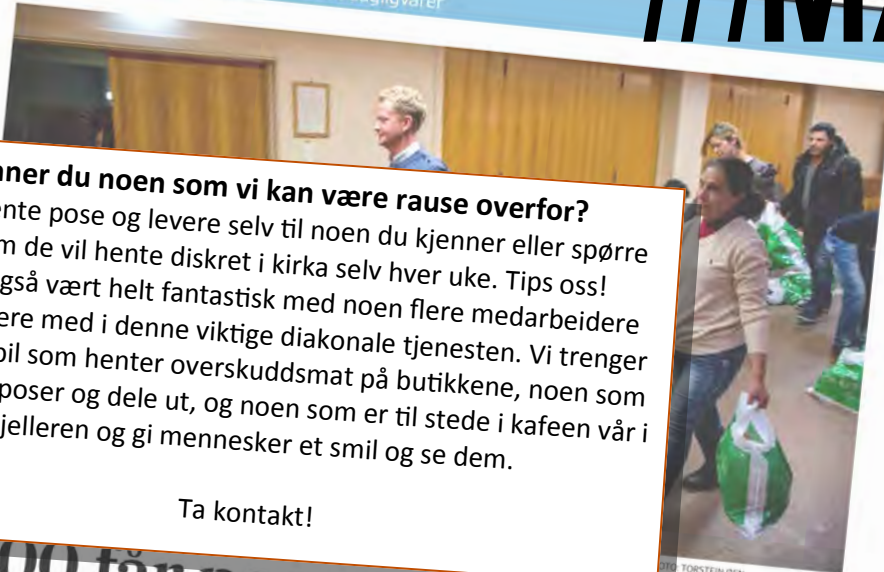 nner du noen som vi kan være rause overfor?
ente pose og levere selv til noen du kjenner eller spørre
m de vil hente diskret i kirka selv hver uke. Tips oss!
gså vært helt fantastisk med noen flere medarbeidere
ere med i denne viktige diakonale tjenesten. Vi trenger
bil som henter overskuddsmat på butikkene, noen som
poser og dele ut, og noen som er til stede i kafeen vår i
jelleren og gi mennesker et smil og se dem.
Ta kontakt!
00 får